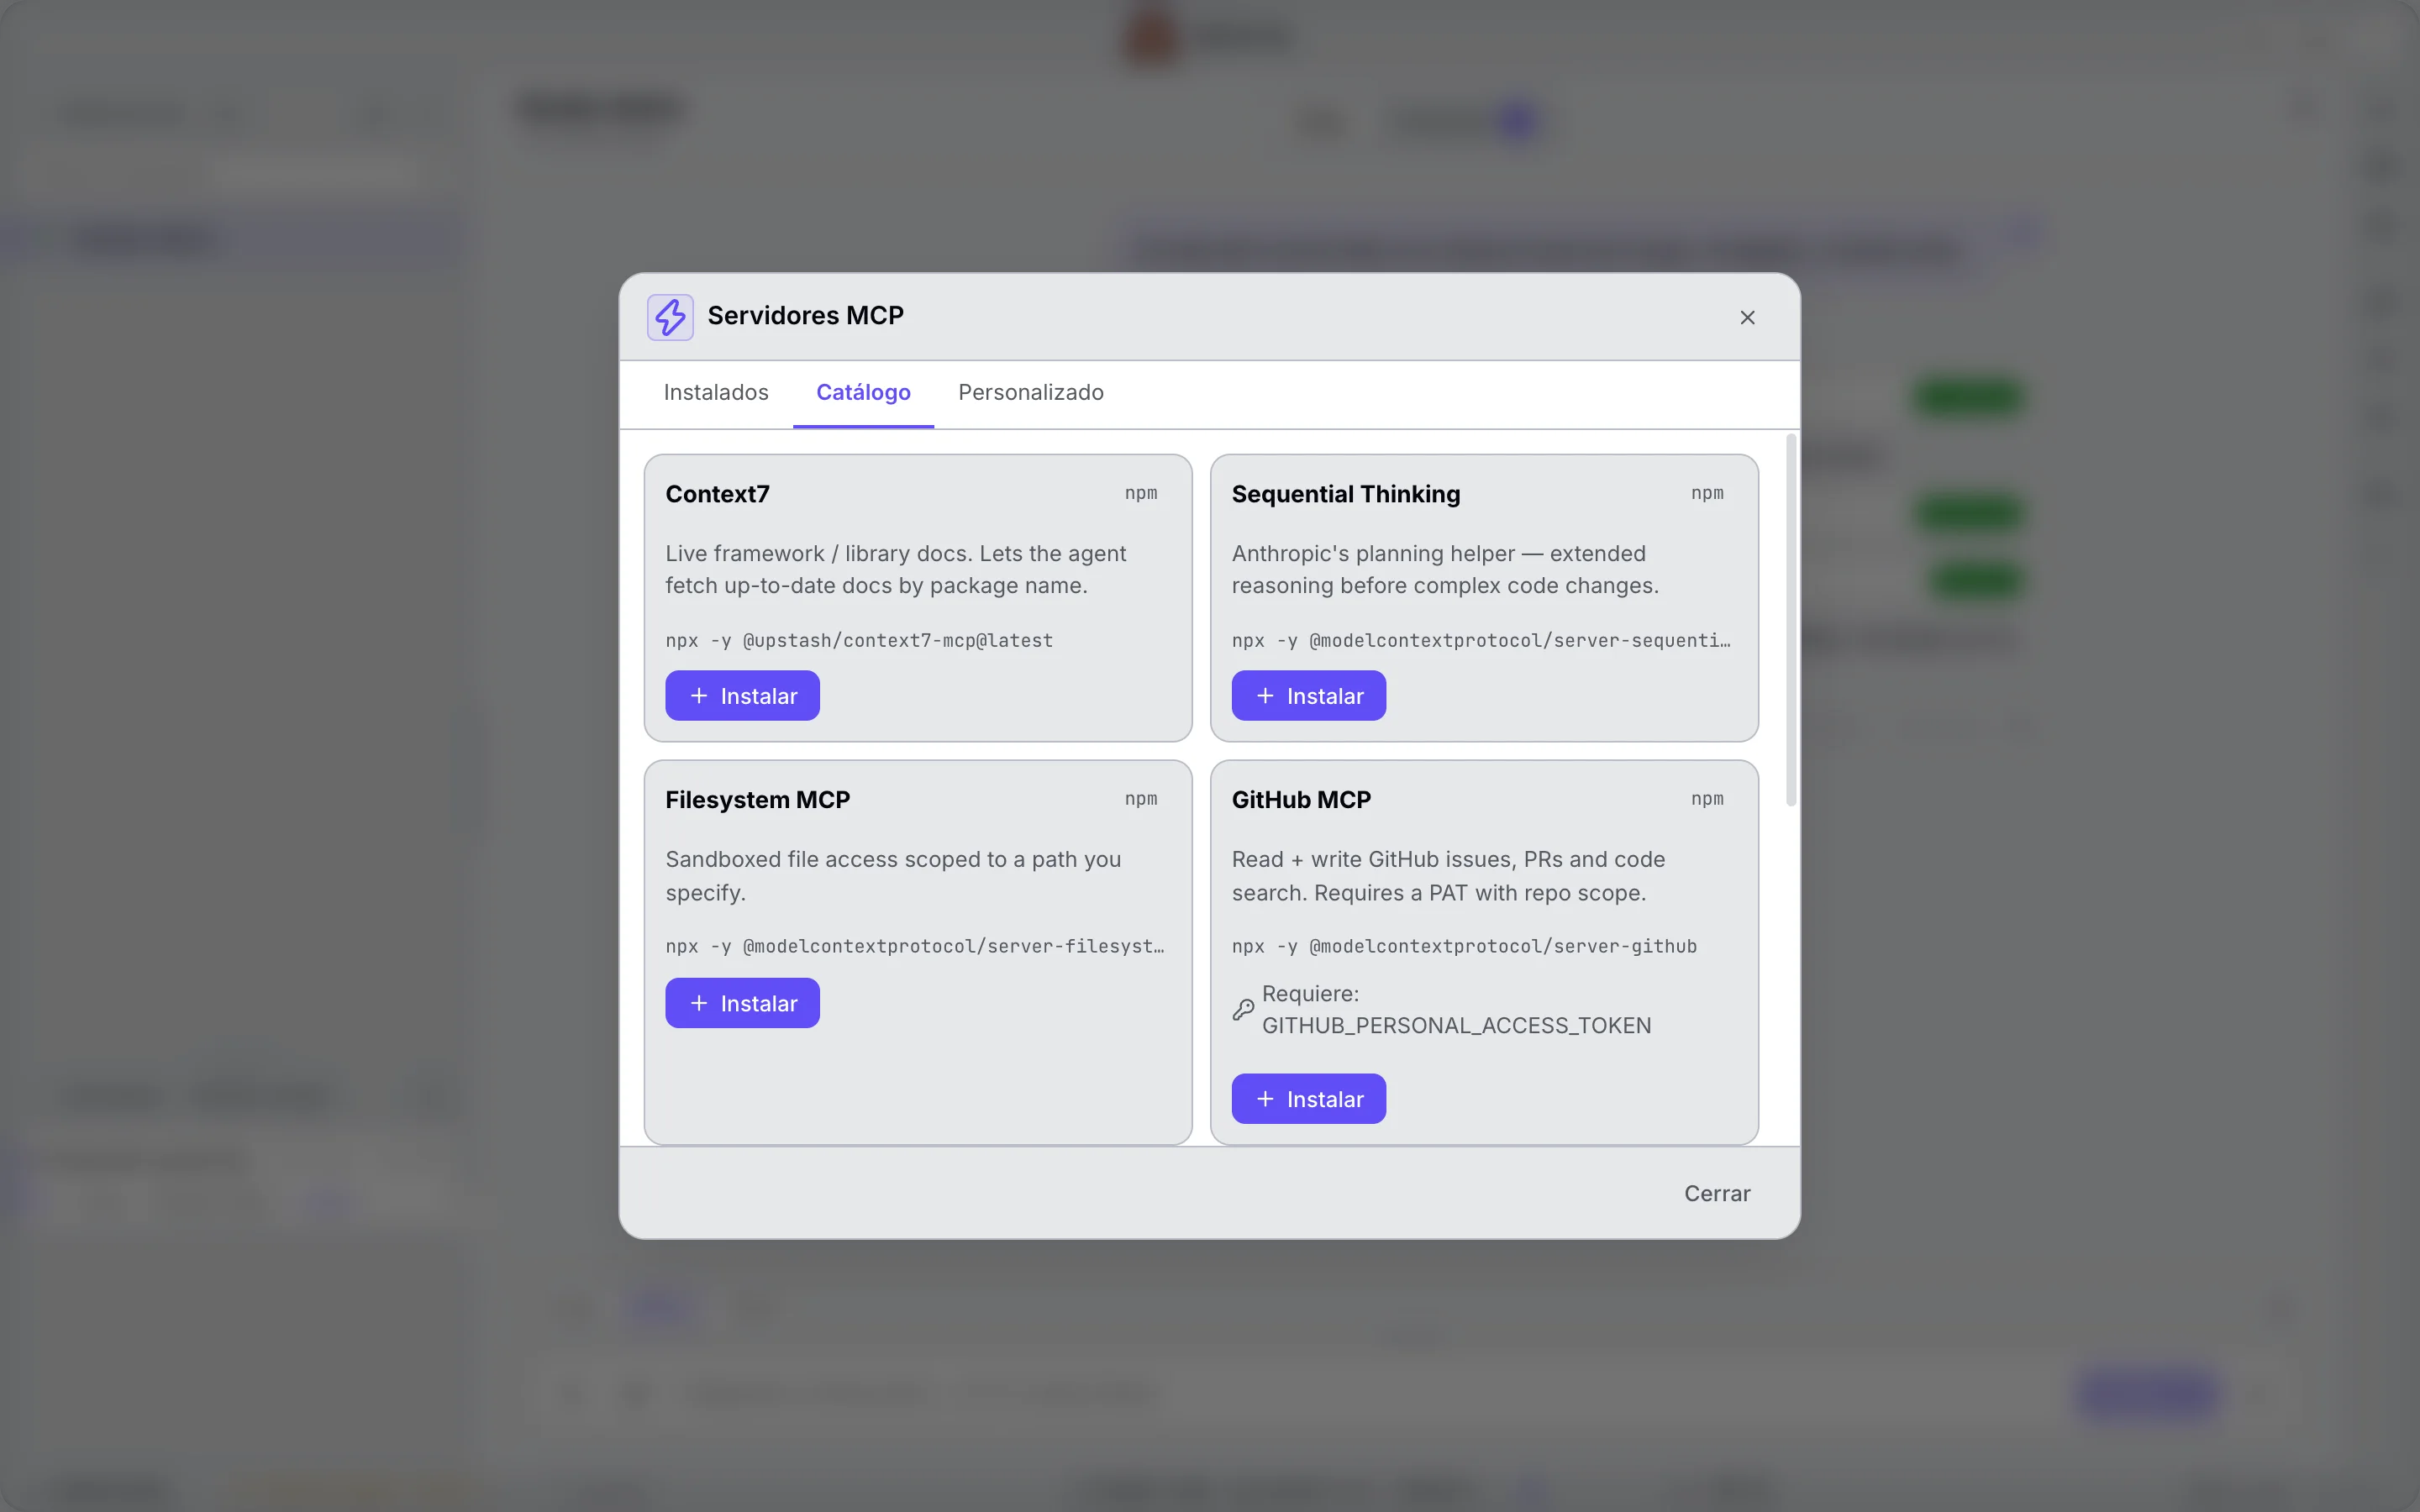 Servidores MCP
Instalados
Catálogo
Personalizado
Context7
npm
Live framework / library docs. Lets the agent
fetch up-to-date docs by package name.
npx -y @upstash/context7-mcp@latest
Instalar
Sequential Thinking
npm
Anthropic's planning helper — extended
reasoning before complex code changes.
npx -y @modelcontextprotocol/server-sequenti…
Instalar
Filesystem MCP
npm
Sandboxed file access scoped to a path you
specify.
npx -y @modelcontextprotocol/server-filesyst…
Instalar
GitHub MCP
npm
Read + write GitHub issues, PRs and code
search. Requires a PAT with repo scope.
npx -y @modelcontextprotocol/server-github
Requiere:
GITHUB_PERSONAL_ACCESS_TOKEN
Instalar
Cerrar